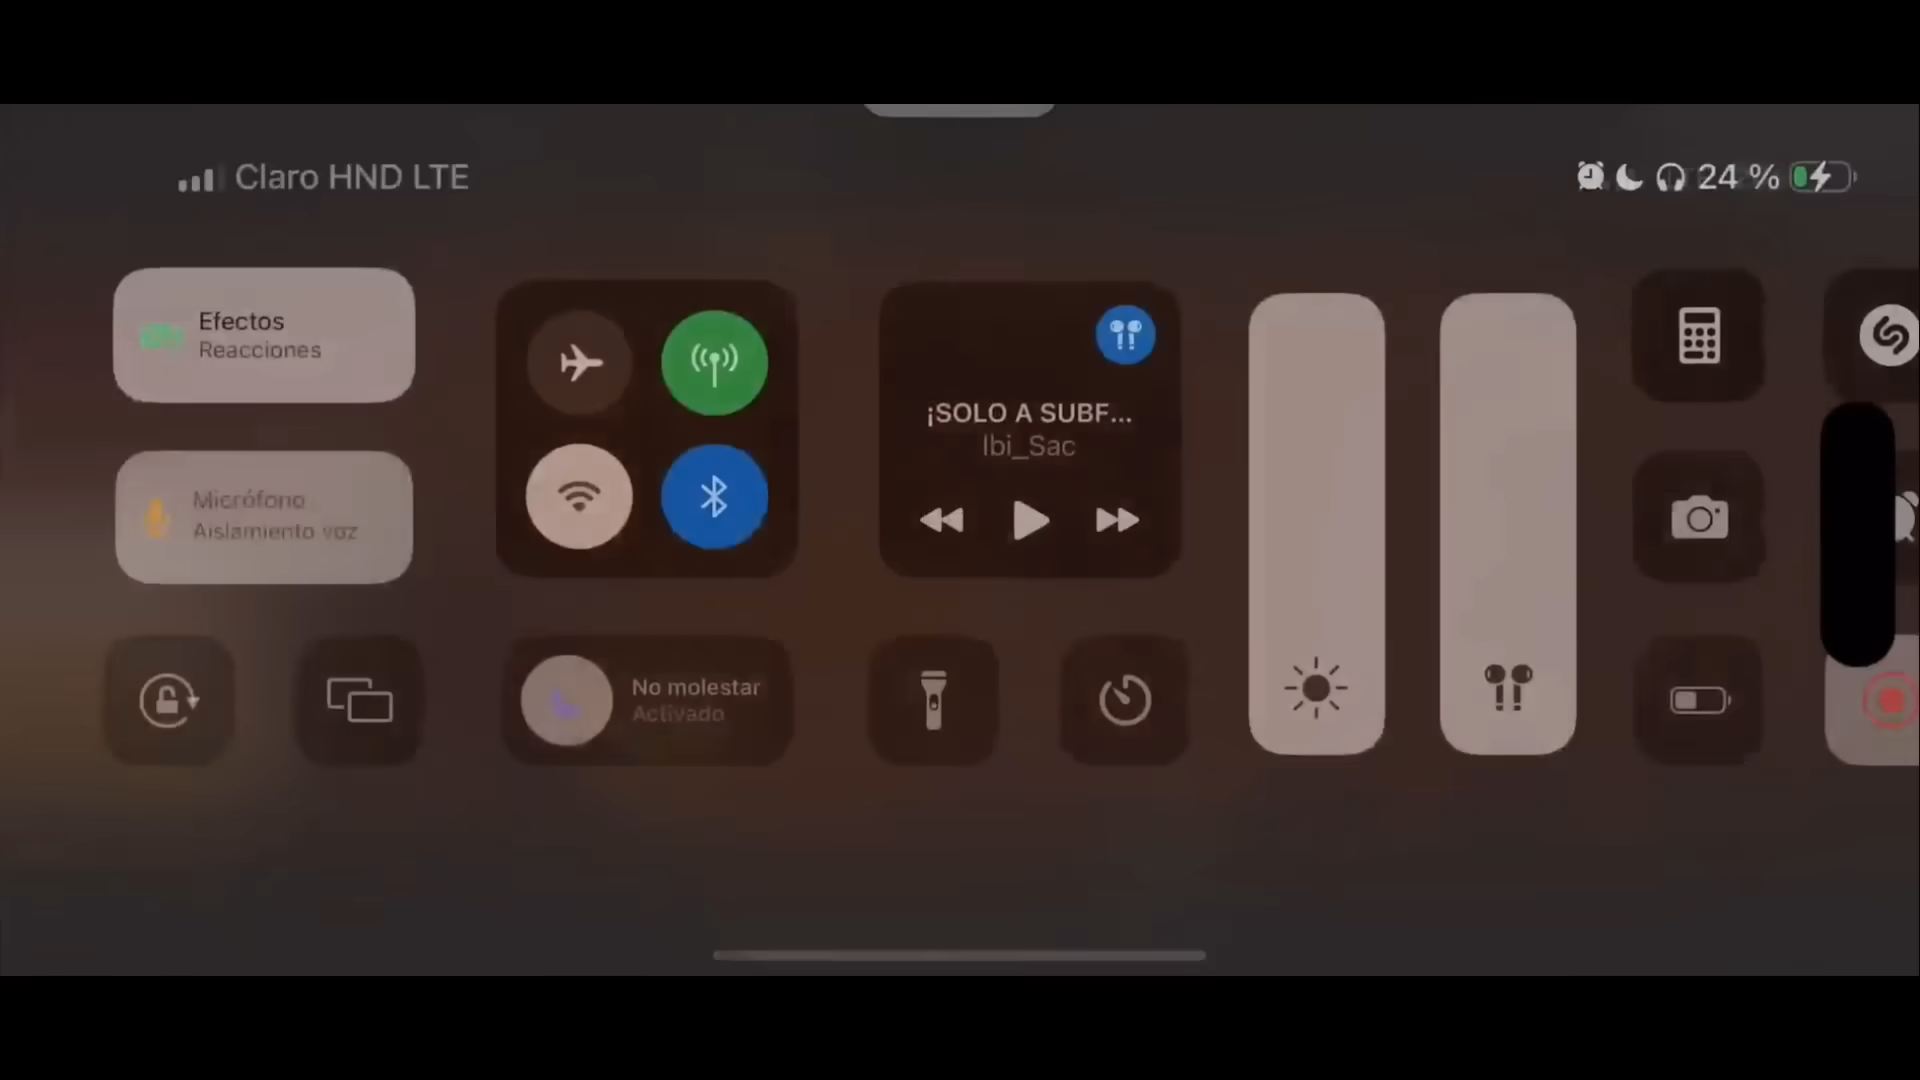 Claro HND LTE
24 %
Efectos
Reacciones
Micrófono
Aislamiento voz
¡SOLO A SUBF...
Ibi_Sac
No molestar
Activado